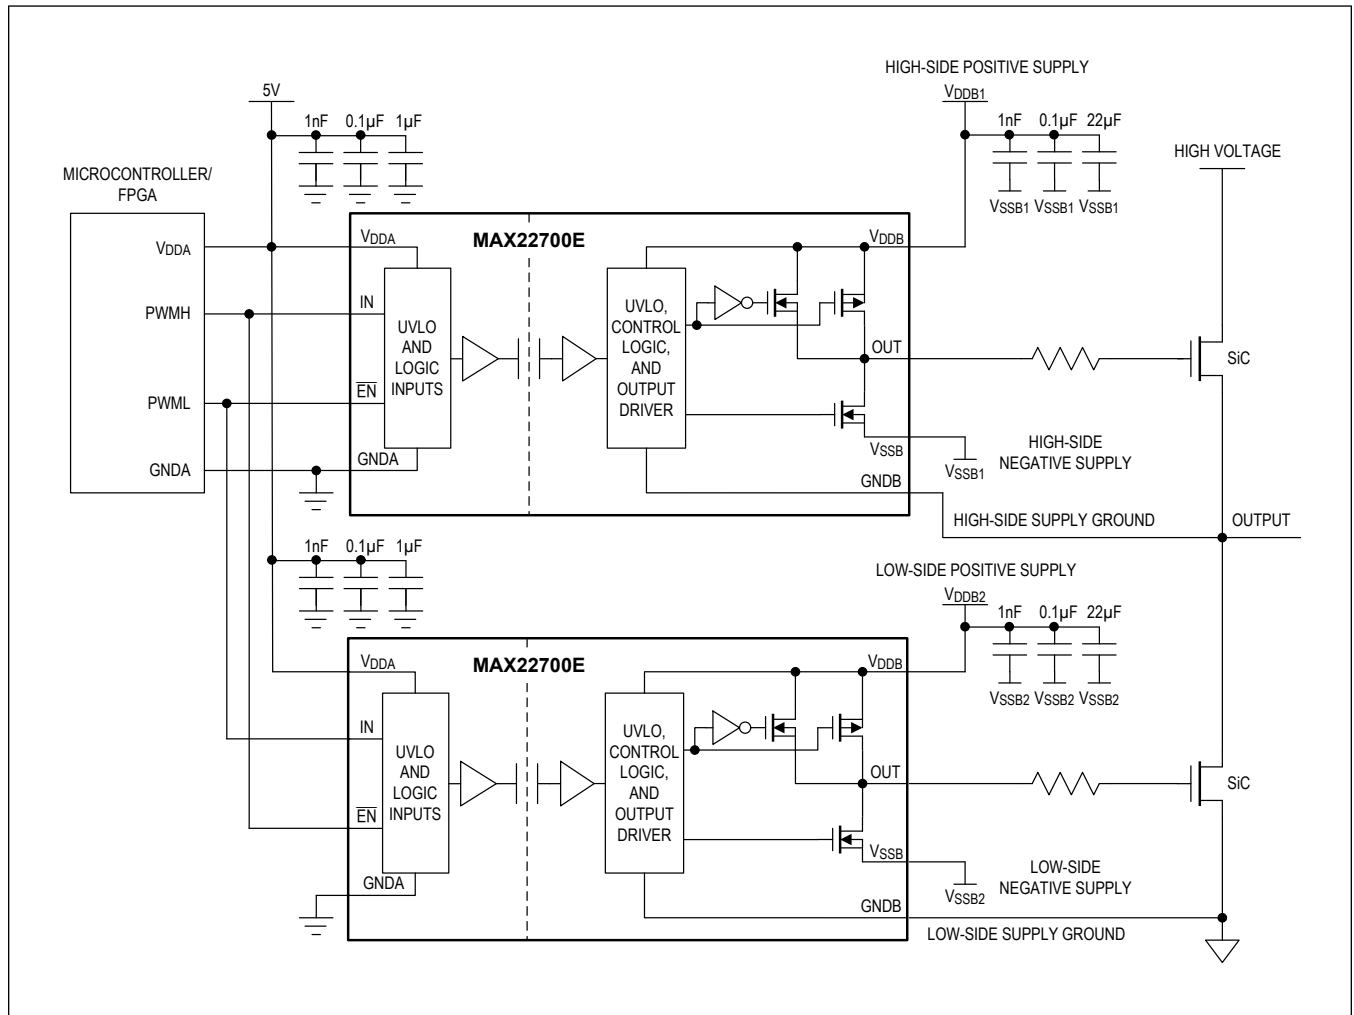 HIGH-SIDE POSITIVE SUPPLY
5V
VDDB1
1nF 0.1µF 1µF
1nF 0.1µF 22µF
HIGH VOLTAGE
MICROCONTROLLER/
FPGA
VSSB1 VSSB1 VSSB1
VDDA
VDDA
MAX22700E
VDDB
PWMH
IN
UVLO
AND
LOGIC
INPUTS
UVLO,
CONTROL
LOGIC,
AND
OUTPUT
DRIVER
OUT
SiC
PWML
EN
VSSB
HIGH-SIDE
NEGATIVE SUPPLY
VSSB1
GNDA
GNDA
GNDB
HIGH-SIDE SUPPLY GROUND
OUTPUT
1nF 0.1µF 1µF
LOW-SIDE POSITIVE SUPPLY
VDDB2
1nF 0.1µF 22µF
VDDA
MAX22700E
VDDB
VSSB2 VSSB2 VSSB2
IN
UVLO
AND
LOGIC
INPUTS
UVLO,
CONTROL
LOGIC,
AND
OUTPUT
DRIVER
OUT
SiC
EN
VSSB
LOW-SIDE
NEGATIVE SUPPLY
VSSB2
GNDA
GNDB
LOW-SIDE SUPPLY GROUND